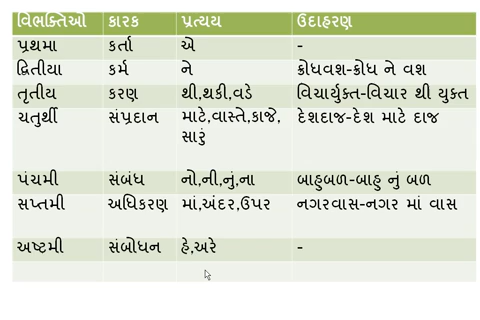 વિભક્તિઓ કારક પ્રત્યય ઉદાહરણ
પ્રથમા કર્તા એ -
દ્વિતીયા કર્મ ને ક્રોધવશ-ક્રોધ ને વશ
તૃતીય કરણ થી,થકી,વડે વિચાર્યુક્ત-વિચાર થી યુક્ત
ચતુર્થી સંપ્રદાન માટે,વાસ્તે,કાજે, દેશદાજ-દેશ માટે દાજ
સારું
પંચમી સંબંધ નો,ની,નું,ના બાહુબળ-બાહુ નું બળ
સપ્તમી અધિકરણ માં,અંદર,ઉપર નગરવાસ-નગર માં વાસ
અષ્ટમી સંબોધન હે,અરે -